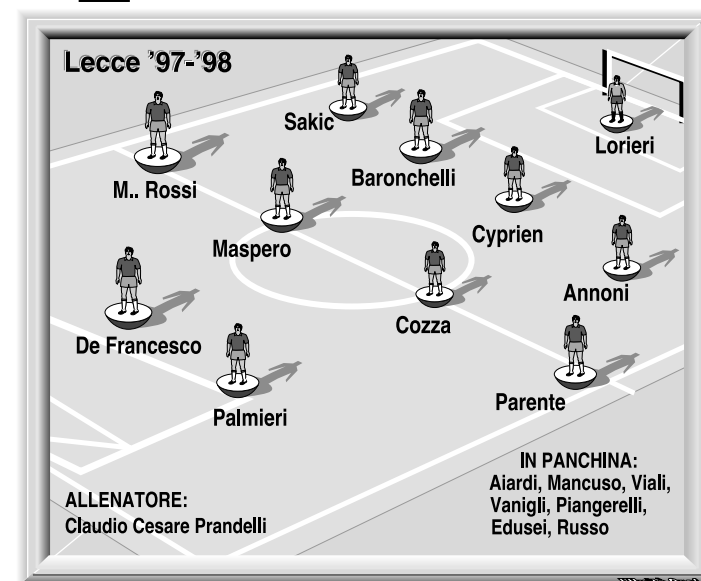 Lecce '97-'98
Sakic
Lorieri
M.. Rossi
Baronchelli
Maspero
Cyprien
Annoni
De Francesco
Cozza
Palmieri
Parente
ALLENATORE:
Claudio Cesare Prandelli
IN PANCHINA:
Aiardi, Mancuso, Viali,
Vanigli, Piangerelli,
Edusei, Russo